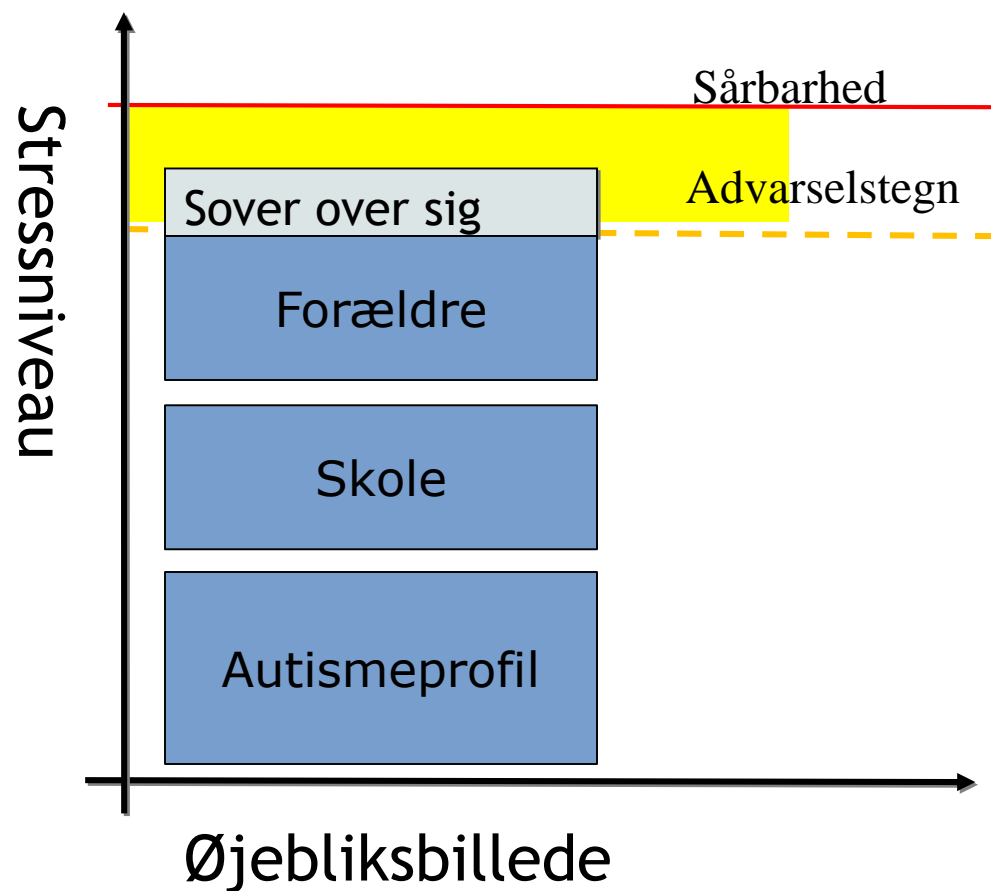 Sårbarhed
Stressniveau
Advarselstegn
Sover over sig
Forældre
Skole
Autismeprofil
Øjebliksbillede